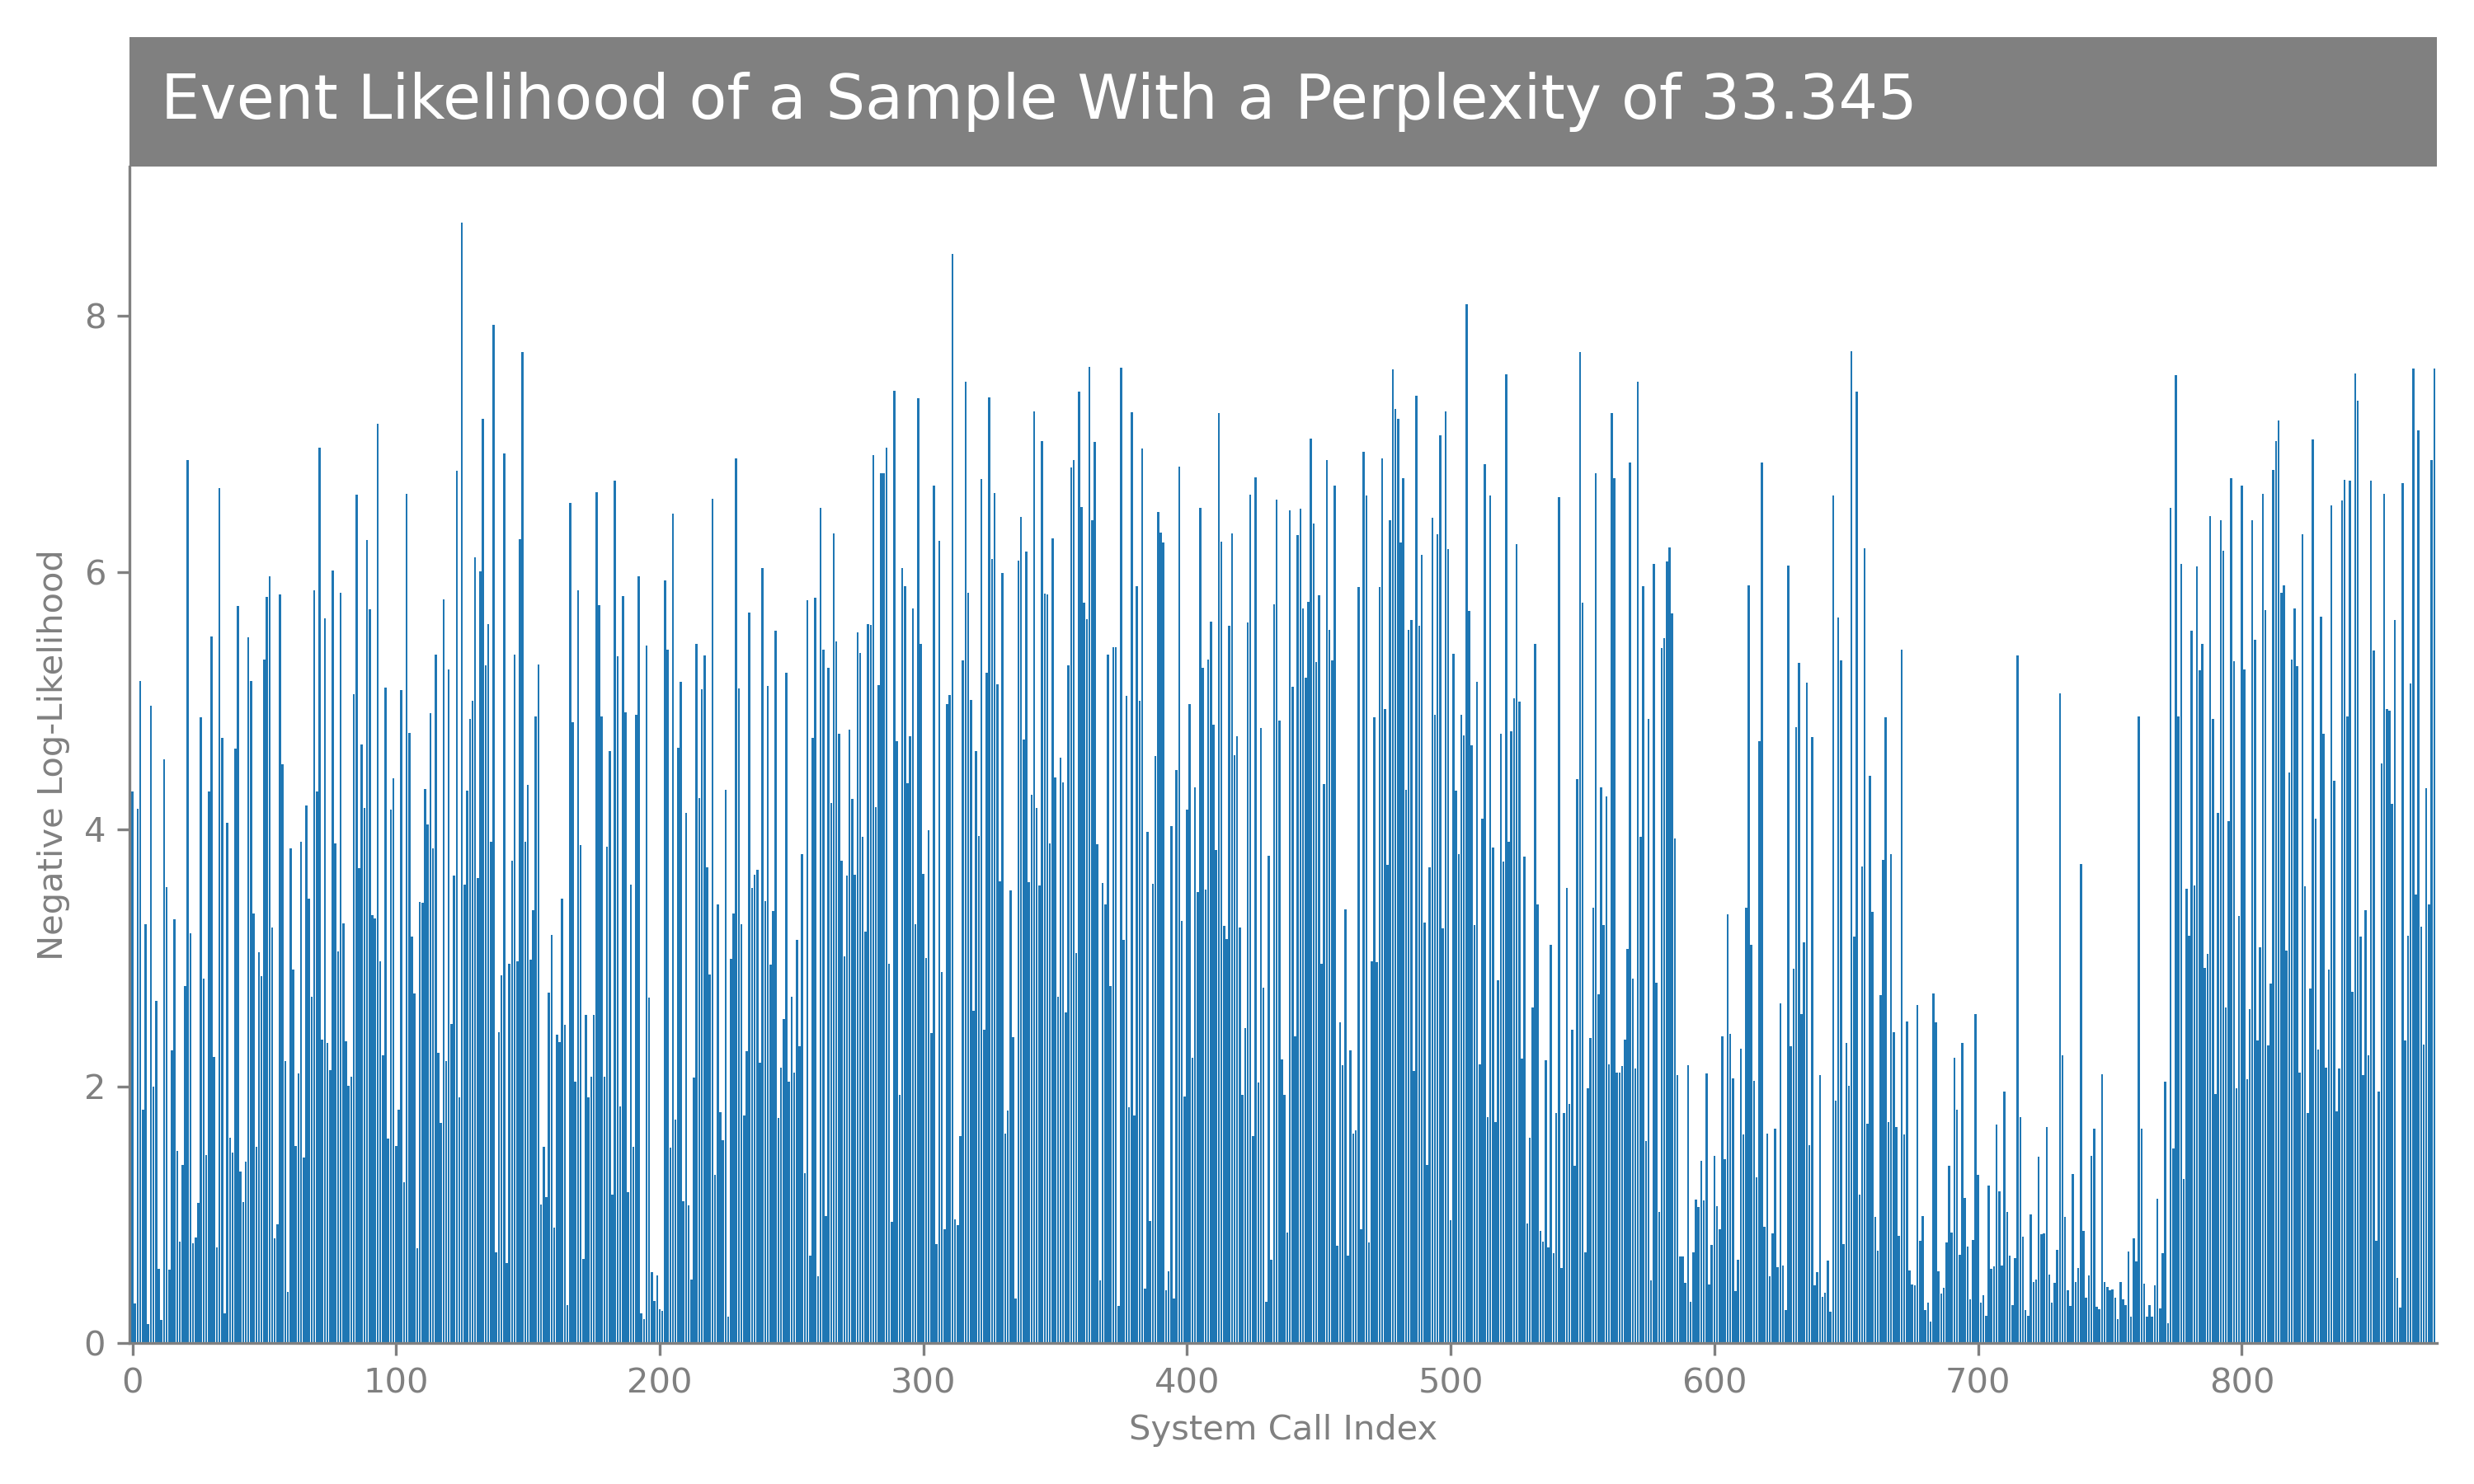 Event Likelihood of a Sample With a Perplexity of 33.345
Negative Log-Likelihood
8
6
4
2
0
0 100 200 300 400 500 600 700 800
System Call Index